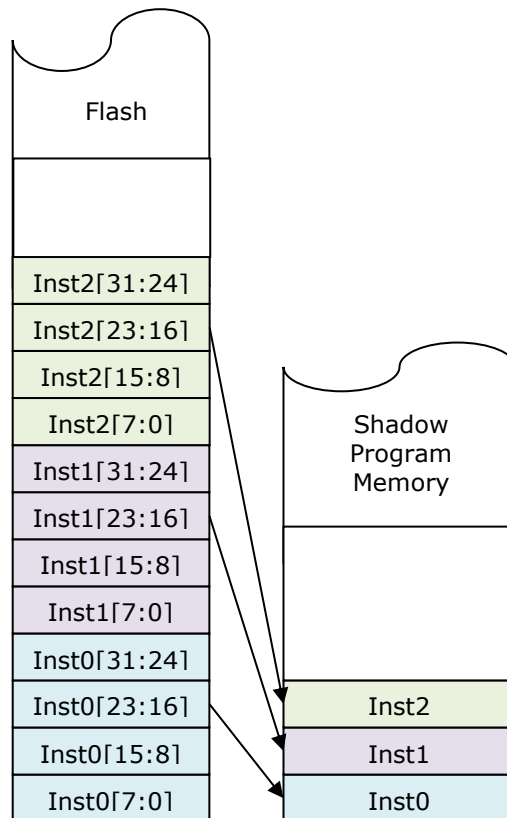 Flash
Inst2[31:24]
Inst2[23:16]
Inst2[15:8]
Inst2[7:0]
Inst1[31:24]
Inst1[23:16]
Inst1[15:8]
Inst1[7:0]
Inst0[31:24]
Inst0[23:16]
Inst0[15:8]
Inst0[7:0]
Shadow
Program
Memory
Inst2
Inst1
Inst0